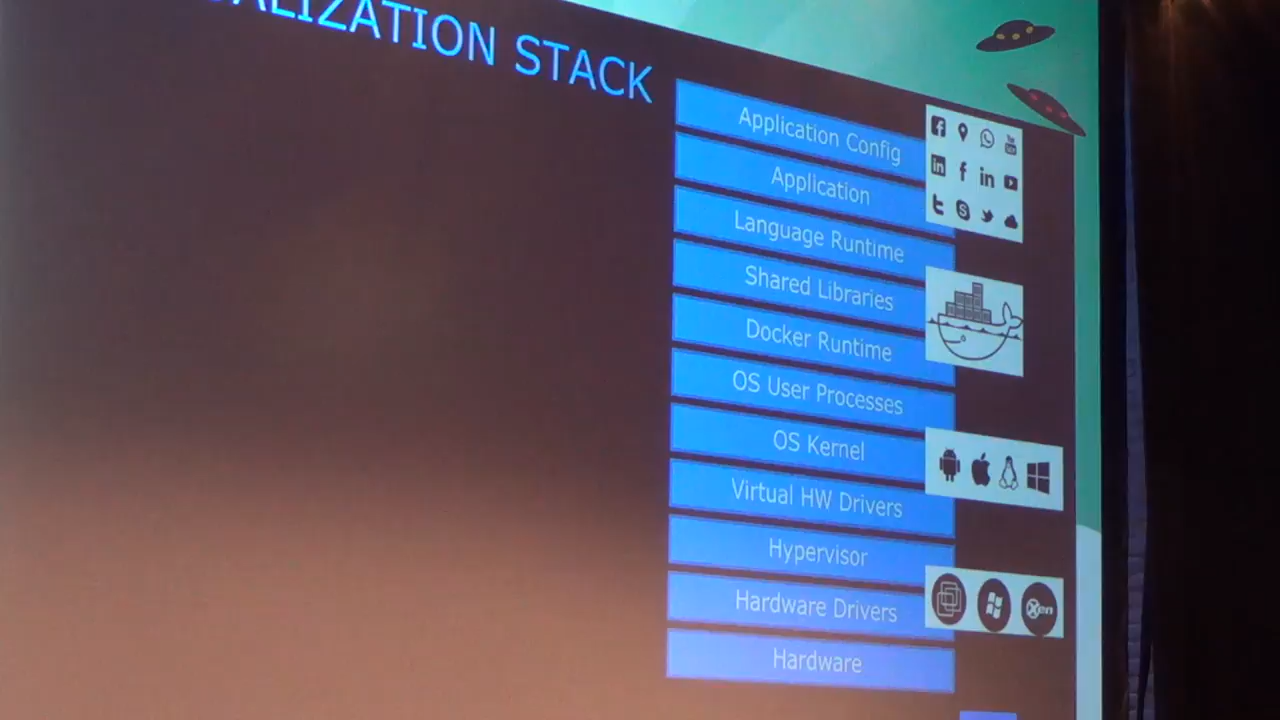 ALIZATION STACK
Application Config
Application
Language Runtime
Shared Libraries
Docker Runtime
OS User Processes
OS Kernel
Virtual HW Drivers
Hypervisor
Xen
Hardware Drivers
Hardware